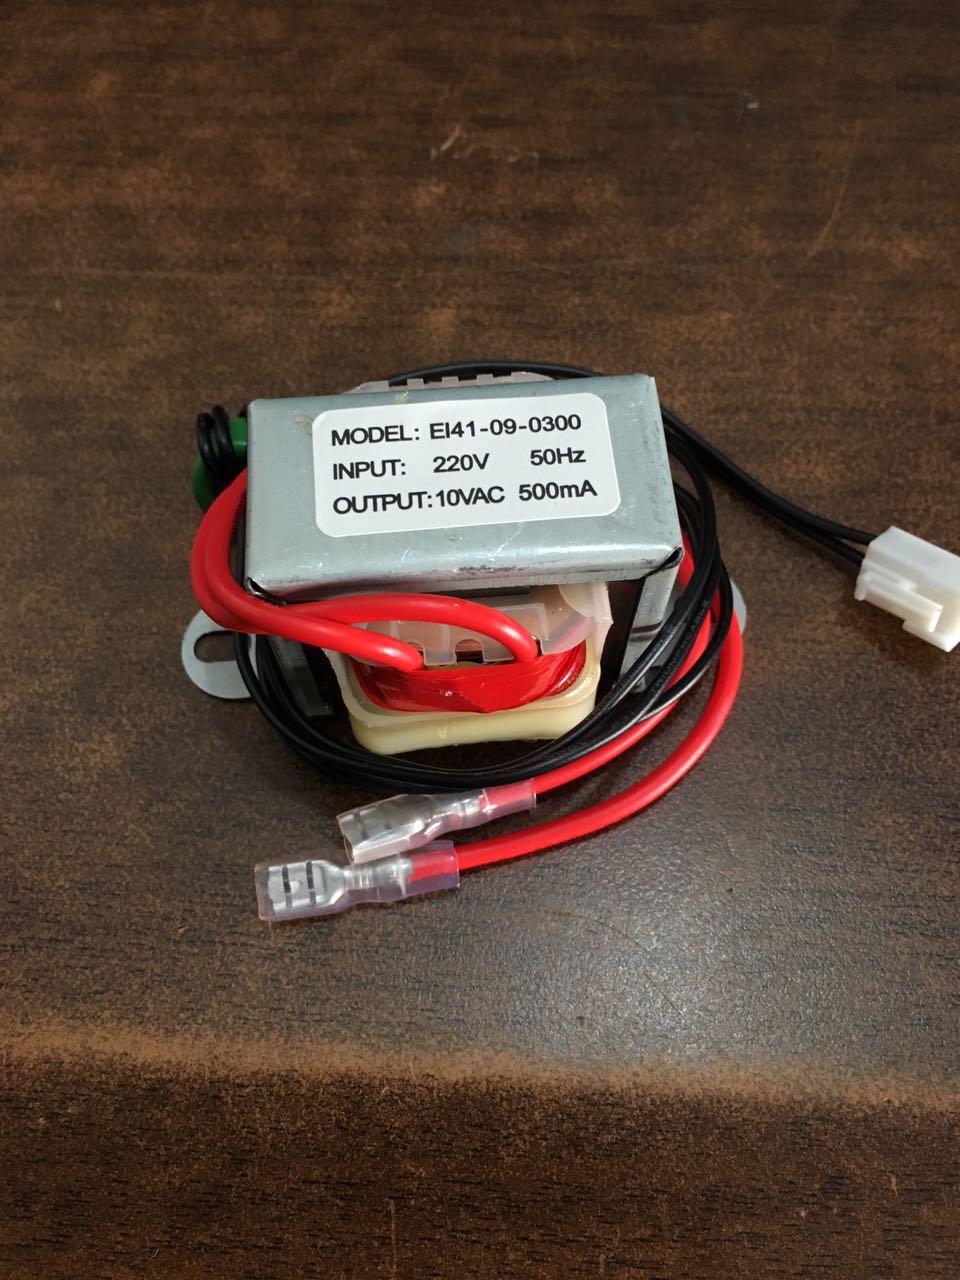 MODEL: EI41-09-0300
INPUT: 220V 50Hz
OUTPUT: 10VAC 500mA